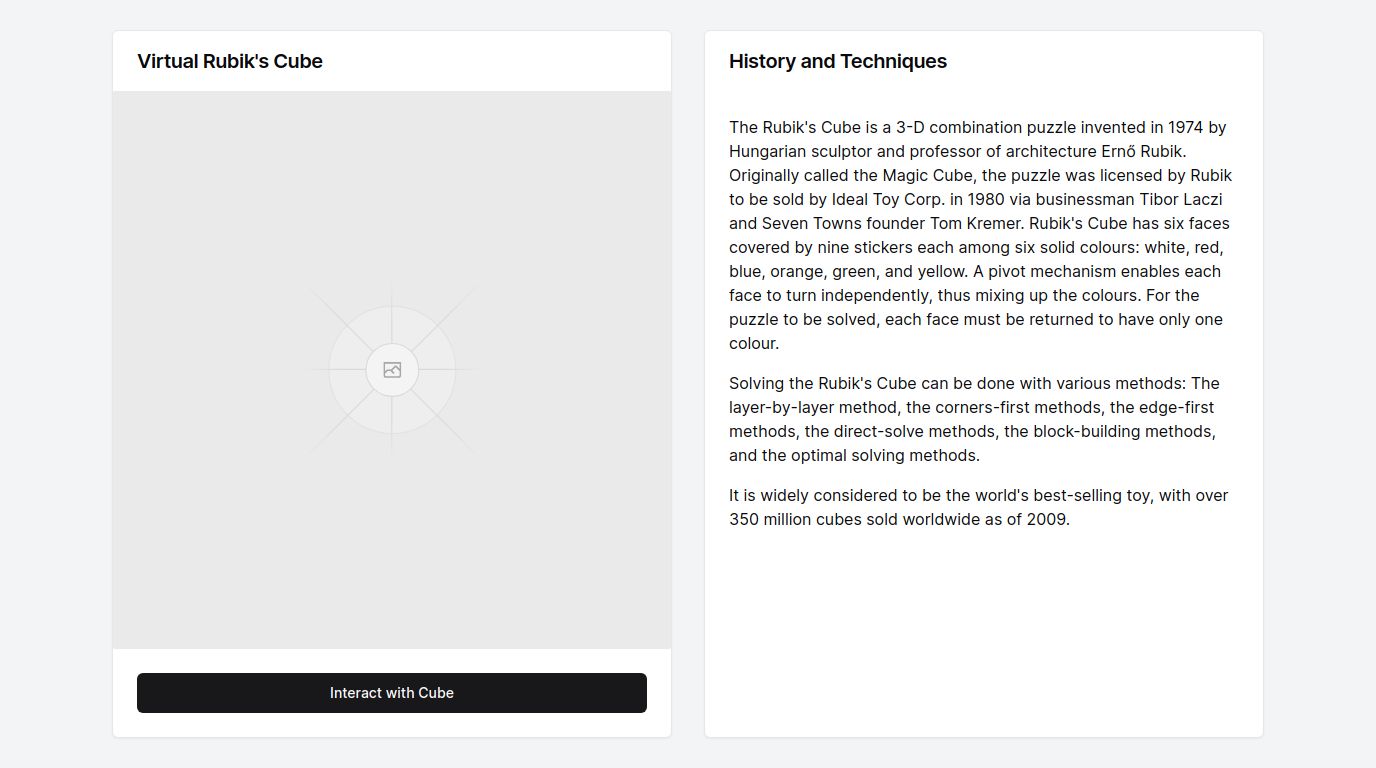 Virtual Rubik's Cube
Interact with Cube
History and Techniques
The Rubik's Cube is a 3-D combination puzzle invented in 1974 by
Hungarian sculptor and professor of architecture Ernő Rubik.
Originally called the Magic Cube, the puzzle was licensed by Rubik
to be sold by Ideal Toy Corp. in 1980 via businessman Tibor Laczi
and Seven Towns founder Tom Kremer. Rubik's Cube has six faces
covered by nine stickers each among six solid colours: white, red,
blue, orange, green, and yellow. A pivot mechanism enables each
face to turn independently, thus mixing up the colours. For the
puzzle to be solved, each face must be returned to have only one
colour.
Solving the Rubik's Cube can be done with various methods: The
layer-by-layer method, the corners-first methods, the edge-first
methods, the direct-solve methods, the block-building methods,
and the optimal solving methods.
It is widely considered to be the world's best-selling toy, with over
350 million cubes sold worldwide as of 2009.